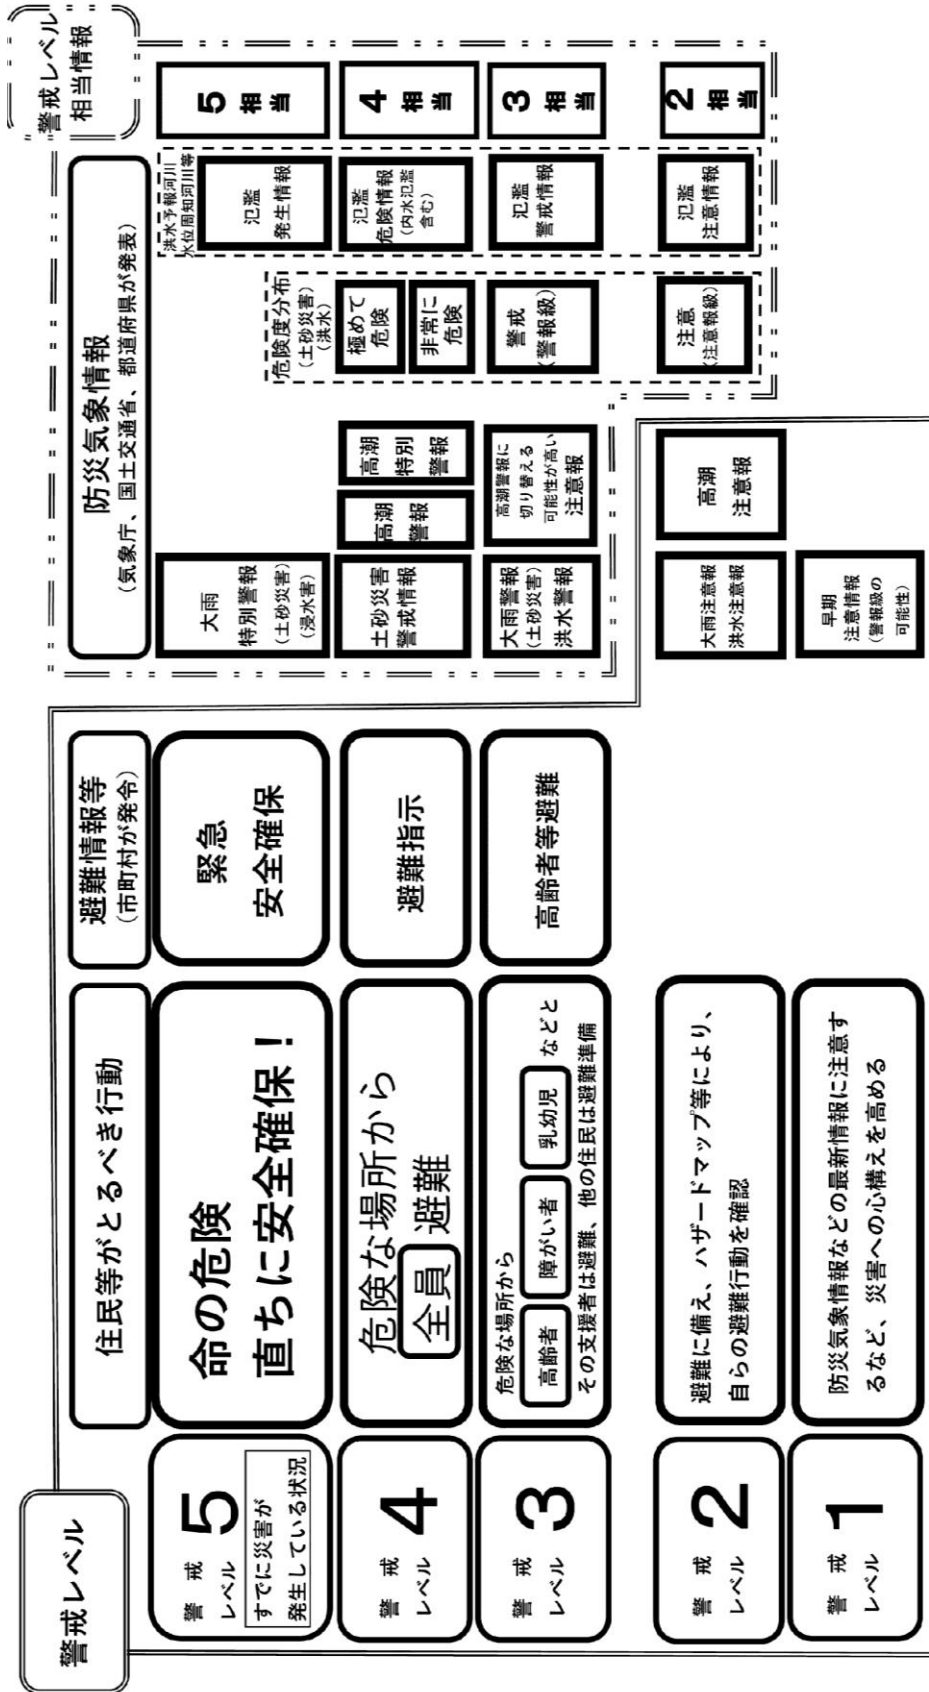 警戒レベル
住民等がとるべき行動
避難情報等
(市町村が発令)
防災気象情報
(気象庁、国土交通省、都道府県が発表)
警戒レベル
相当情報
警戒
レベル
5
すでに災害が
発生している状況
命の危険
直ちに安全確保！
緊急
安全確保
大雨
特別警報
(土砂災害)
(浸水害)
危険度分布
(土砂災害)
(洪水)
洪水予報河川
水位周知河川等
氾濫
発生情報
5
相当
警戒
レベル
4
危険な場所から
全員避難
避難指示
土砂災害
警戒情報
高潮
警報
高潮
特別
警報
極めて
危険
非常に
危険
氾濫
危険情報
(内水氾濫
含む)
4
相当
警戒
レベル
3
危険な場所から
高齢者 障がい者 乳幼児 などと
その支援者は避難、他の住民は避難準備
高齢者等避難
大雨警報
(土砂災害)
洪水警報
高潮警報に
切り替える
可能性が高い
注意報
警戒
(警報級)
氾濫
警戒情報
3
相当
警戒
レベル
2
避難に備え、ハザードマップ等により、
自らの避難行動を確認
大雨注意報
洪水注意報
高潮
注意報
注意
(注意報級)
氾濫
注意情報
2
相当
警戒
レベル
1
防災気象情報などの最新情報に注意す
るなど、災害への心構えを高める
早期
注意情報
(警報級の
可能性)